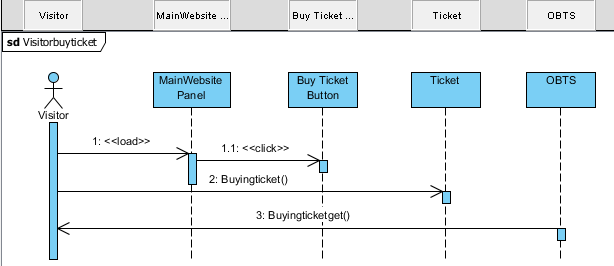 Visitor
MainWebsite ...
Buy Ticket ...
Ticket
OBTS
sd Visitorbuyticket
MainWebsite
Panel
Buy Ticket
Button
Ticket
OBTS
Visitor
1: <<load>>
1.1: <<click>>
2: Buyingticket()
3: Buyingticketget()